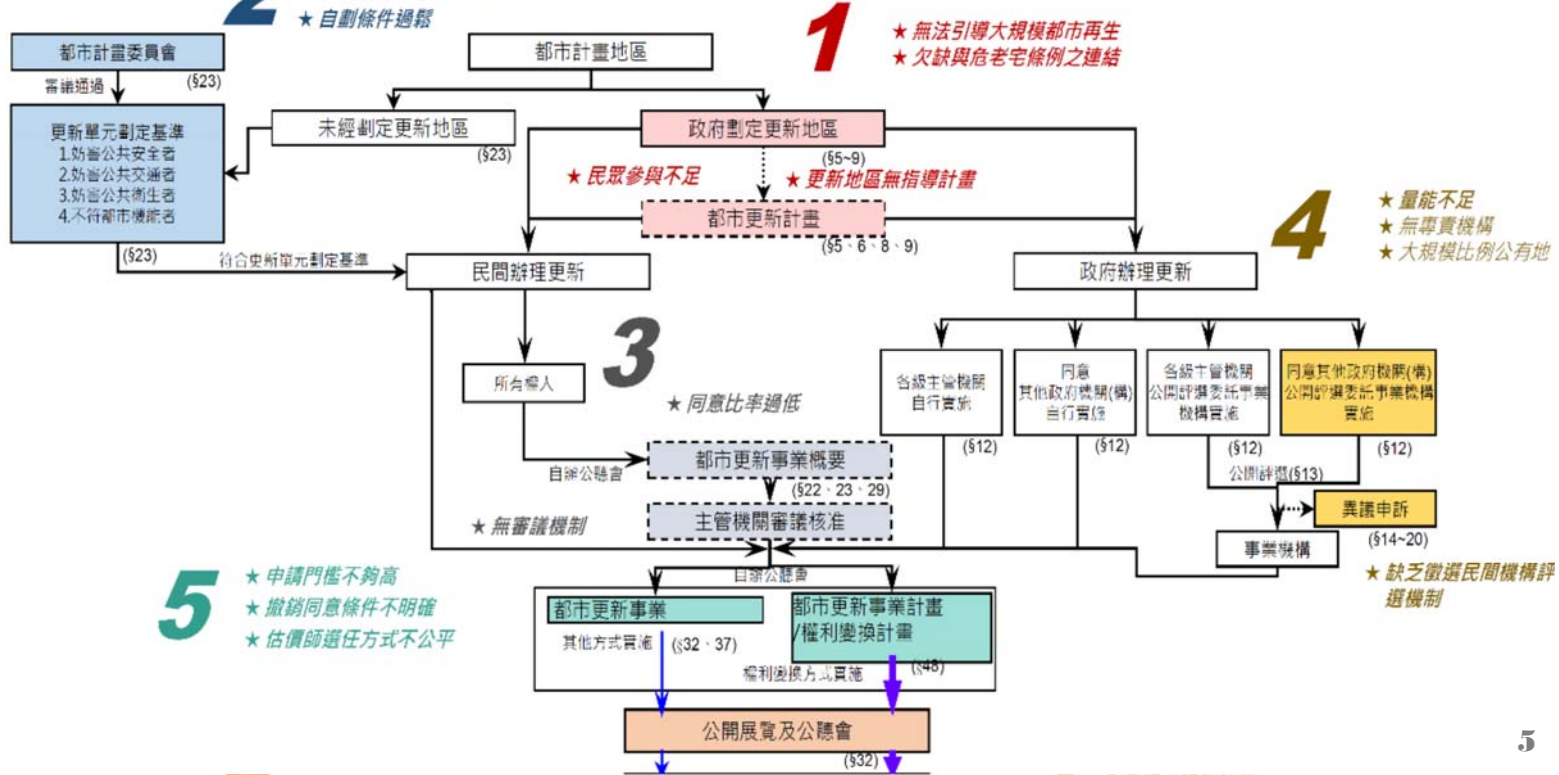 2
★ 自劃條件過鬆
1
★ 無法引導大規模都市再生
★ 欠缺與危老宅條例之連結
都市計畫委員會
(§23)
審議通過
都市計畫地區
更新單元劃定基準
1.妨害公共安全者
2.妨害公共交通者
3.妨害公共衛生者
4.不符都市機能者
(§23)
未經劃定更新地區
(§23)
政府劃定更新地區
(§5~9)
★ 民眾參與不足
★ 更新地區無指導計畫
都市更新計畫
(§5、6、8、9)
4
★ 量能不足
★ 無專責機構
★ 大規模比例公有地
符合更新單元劃定基準
民間辦理更新
政府辦理更新
3
所有權人
★ 同意比率過低
各級主管機關
自行實施
(§12)
同意
其他政府機關(構)
自行實施
(§12)
各級主管機關
公開評選委託事業
機構實施
(§12)
同意其他政府機關(構)
公開評選委託事業機構
實施
(§12)
自辦公聽會
都市更新事業概要
(§22、23、29)
公開評選(§13)
★ 無審議機制
主管機關審議核准
異議申訴
(§14~20)
事業機構
★ 缺乏徵選民間機構評
選機制
5
★ 申請門檻不夠高
★ 撤銷同意條件不明確
★ 估價師選任方式不公平
自辦公聽會
都市更新事業
其他方式實施
(§32、37)
都市更新事業計畫
/權利變換計畫
(§48)
權利變換方式實施
公開展覽及公聽會
(§32)
5